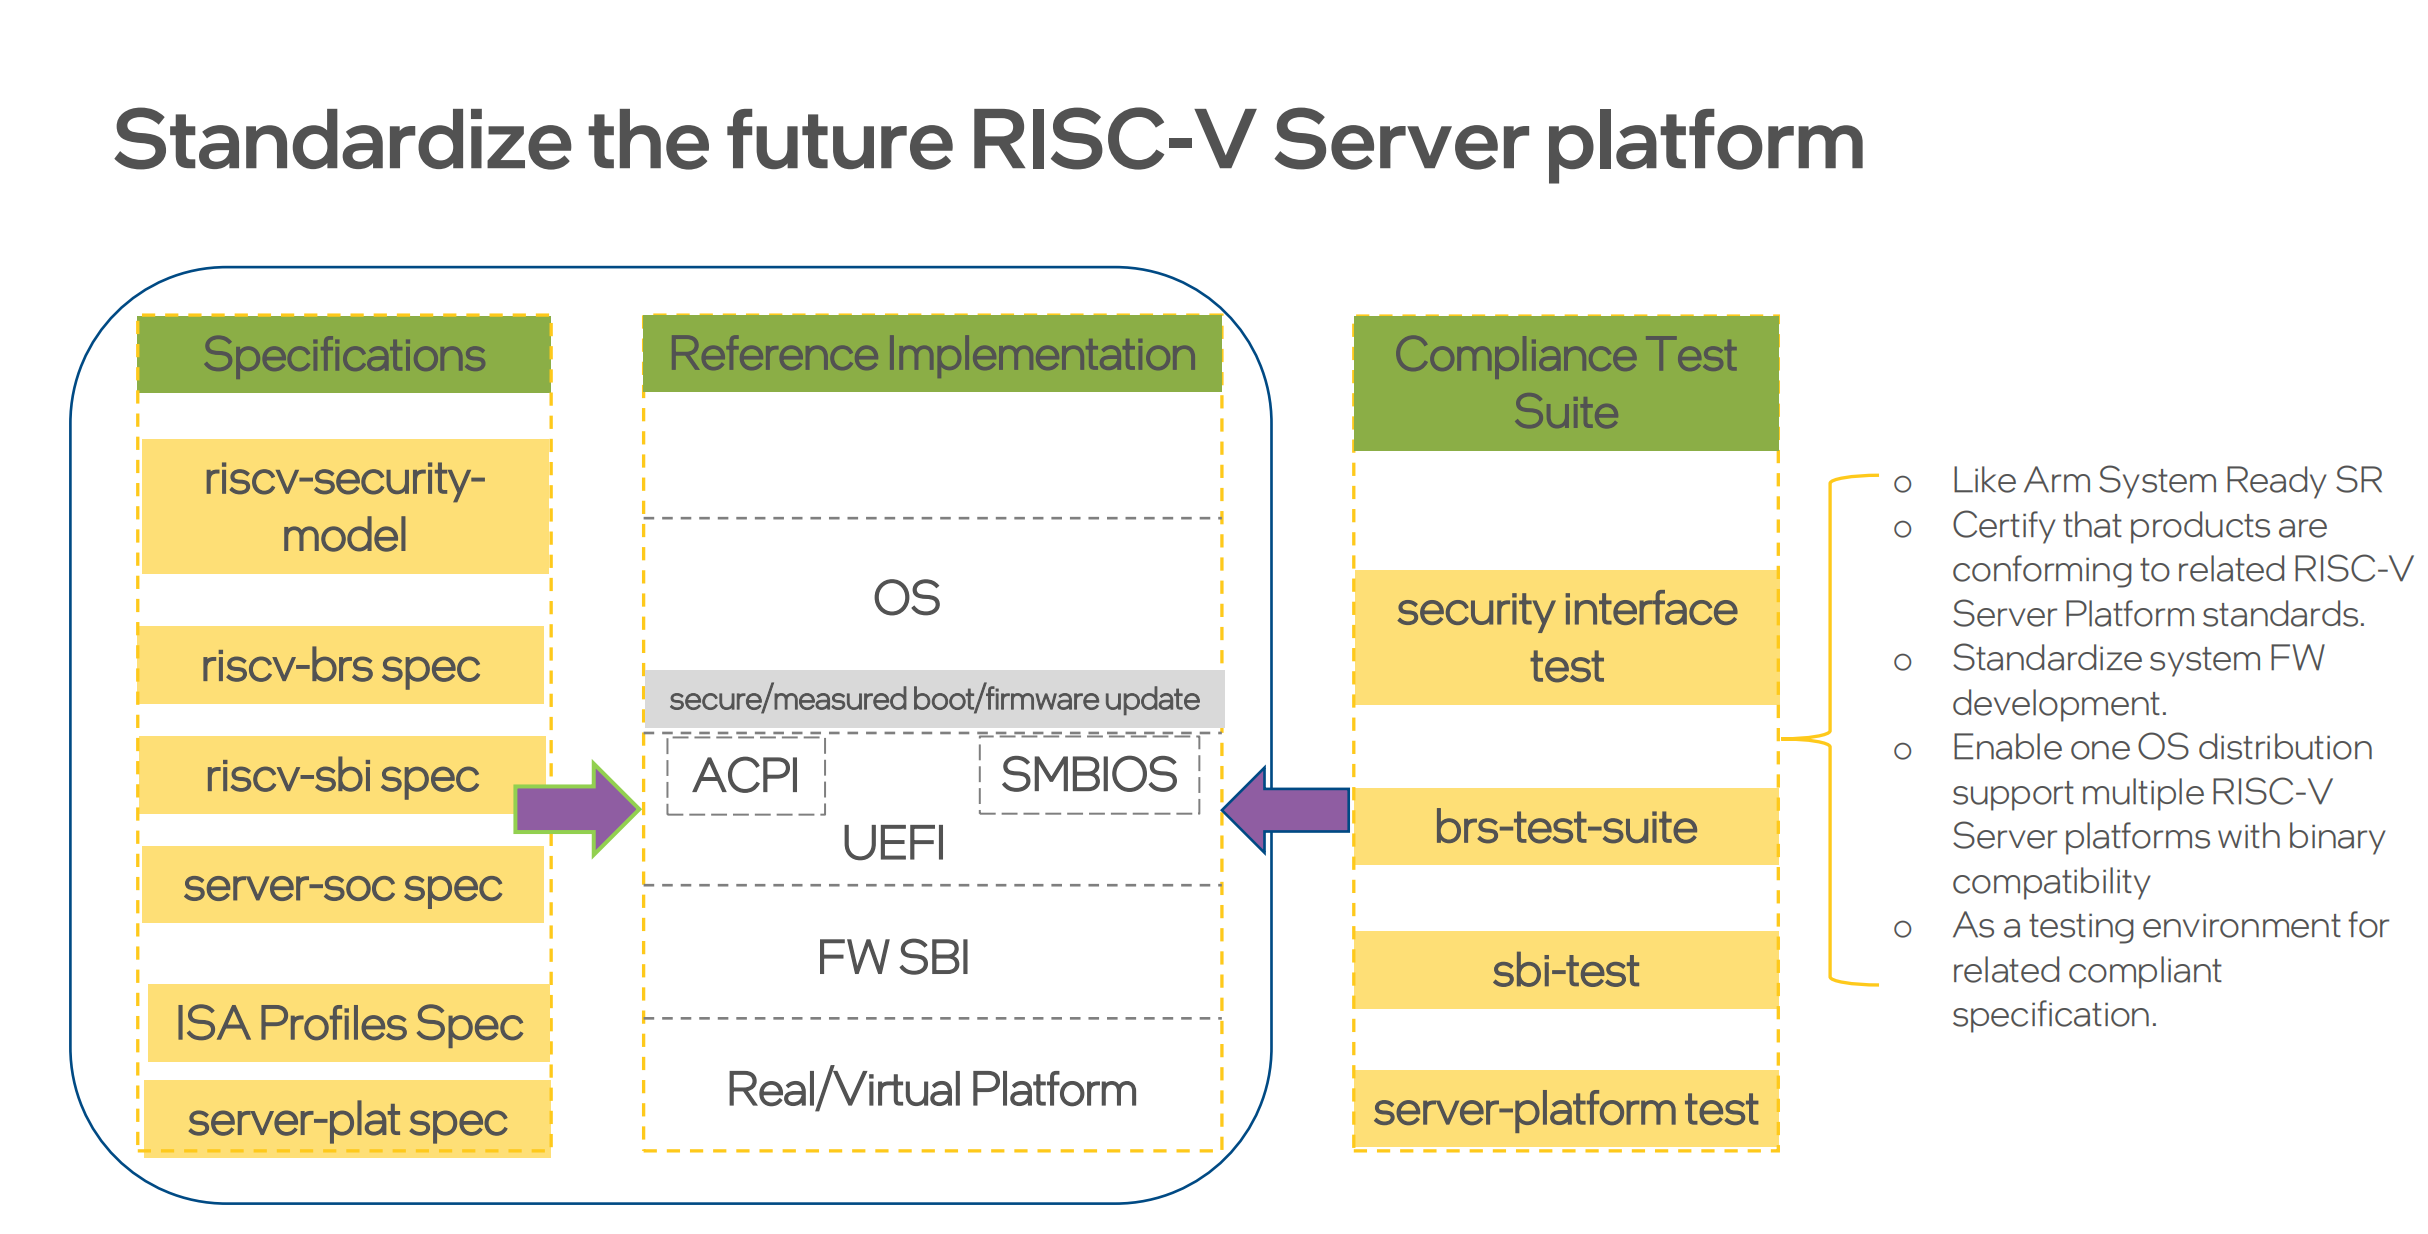 Standardize the future RISC-V Server platform
Specifications
riscv-security-
model
riscv-brs spec
riscv-sbi spec
server-soc spec
ISA Profiles Spec
server-plat spec
Reference Implementation
OS
secure/measured boot/firmware update
ACPI
SMBIOS
UEFI
FW SBI
Real/Virtual Platform
Compliance Test
Suite
security interface
test
brs-test-suite
sbi-test
server-platform test
o Like Arm System Ready SR
o Certify that products are
conforming to related RISC-V
Server Platform standards.
o Standardize system FW
development.
o Enable one OS distribution
support multiple RISC-V
Server platforms with binary
compatibility
o As a testing environment for
related compliant
specification.